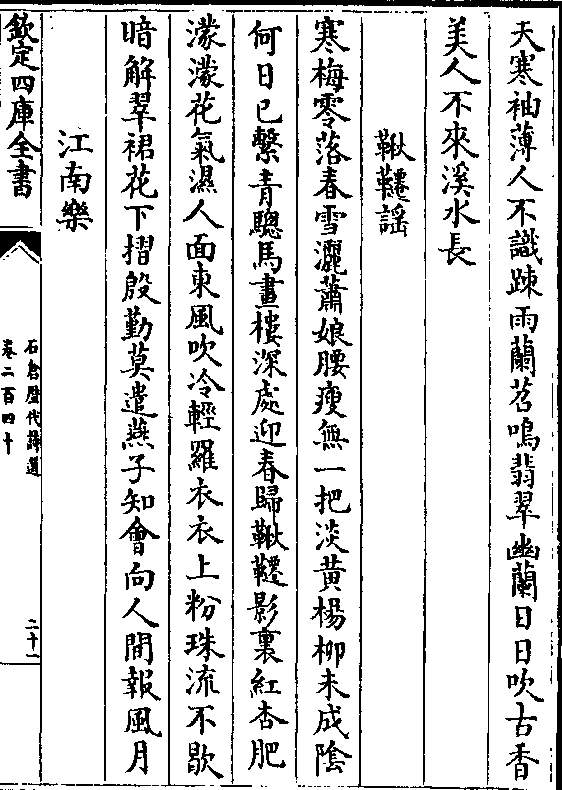 天寒袖薄人不識踈雨蘭苕鳴翡翠幽蘭日日吹古香
美人不來溪水長
鞦韆謡
寒梅零落春雪灑蕭娘腰瘦無一把淡黄楊柳未成隂
何日已繫青驄馬畫樓深處迎春歸鞦韆影裏紅杏肥
濛濛花氣濕人面東風吹冷輕羅衣衣上粉珠流不歇
暗解翠裙花下摺殷勤莫遣燕子知會向人間報風月
江南樂
欽定四庫全書
石倉歴代詩選
卷二百四十
二十一